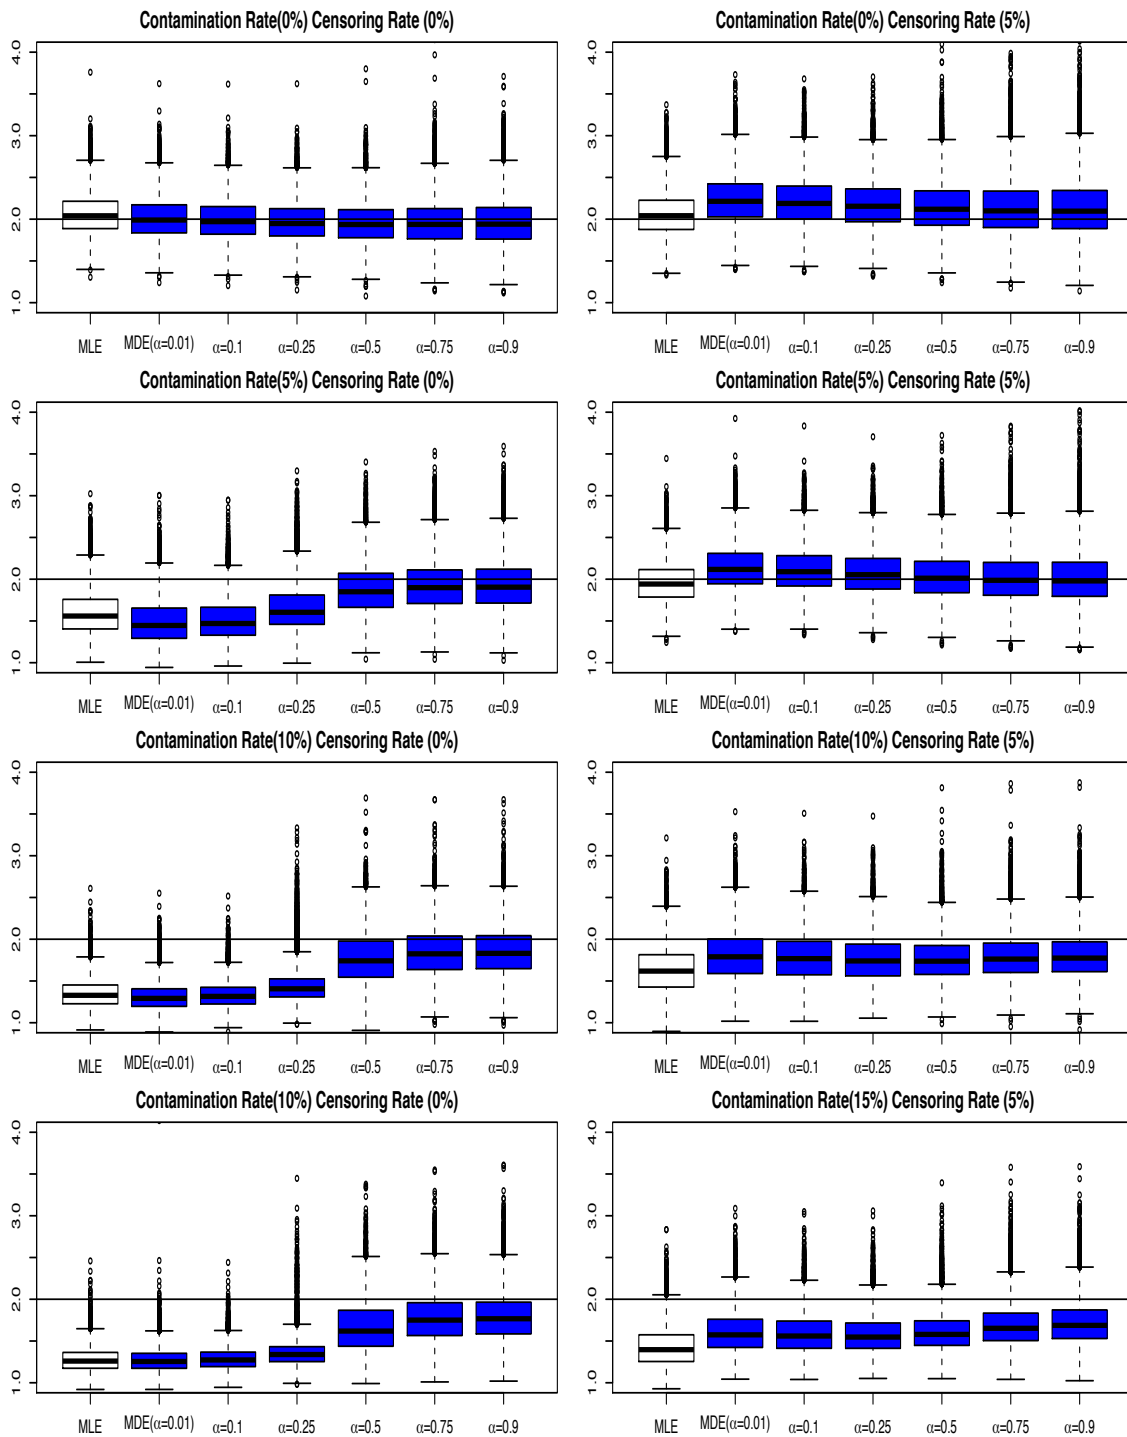 Contamination Rate(0%) Censoring Rate (0%)
4.0
3.0
2.0
1.0
MLE MDE(α=0.01) α=0.1 α=0.25 α=0.5 α=0.75 α=0.9
Contamination Rate(0%) Censoring Rate (5%)
4.0
3.0
2.0
1.0
MLE MDE(α=0.01) α=0.1 α=0.25 α=0.5 α=0.75 α=0.9
Contamination Rate(5%) Censoring Rate (0%)
4.0
3.0
2.0
1.0
MLE MDE(α=0.01) α=0.1 α=0.25 α=0.5 α=0.75 α=0.9
Contamination Rate(5%) Censoring Rate (5%)
4.0
3.0
2.0
1.0
MLE MDE(α=0.01) α=0.1 α=0.25 α=0.5 α=0.75 α=0.9
Contamination Rate(10%) Censoring Rate (0%)
4.0
3.0
2.0
1.0
MLE MDE(α=0.01) α=0.1 α=0.25 α=0.5 α=0.75 α=0.9
Contamination Rate(10%) Censoring Rate (5%)
4.0
3.0
2.0
1.0
MLE MDE(α=0.01) α=0.1 α=0.25 α=0.5 α=0.75 α=0.9
Contamination Rate(10%) Censoring Rate (0%)
4.0
3.0
2.0
1.0
MLE MDE(α=0.01) α=0.1 α=0.25 α=0.5 α=0.75 α=0.9
Contamination Rate(15%) Censoring Rate (5%)
4.0
3.0
2.0
1.0
MLE MDE(α=0.01) α=0.1 α=0.25 α=0.5 α=0.75 α=0.9